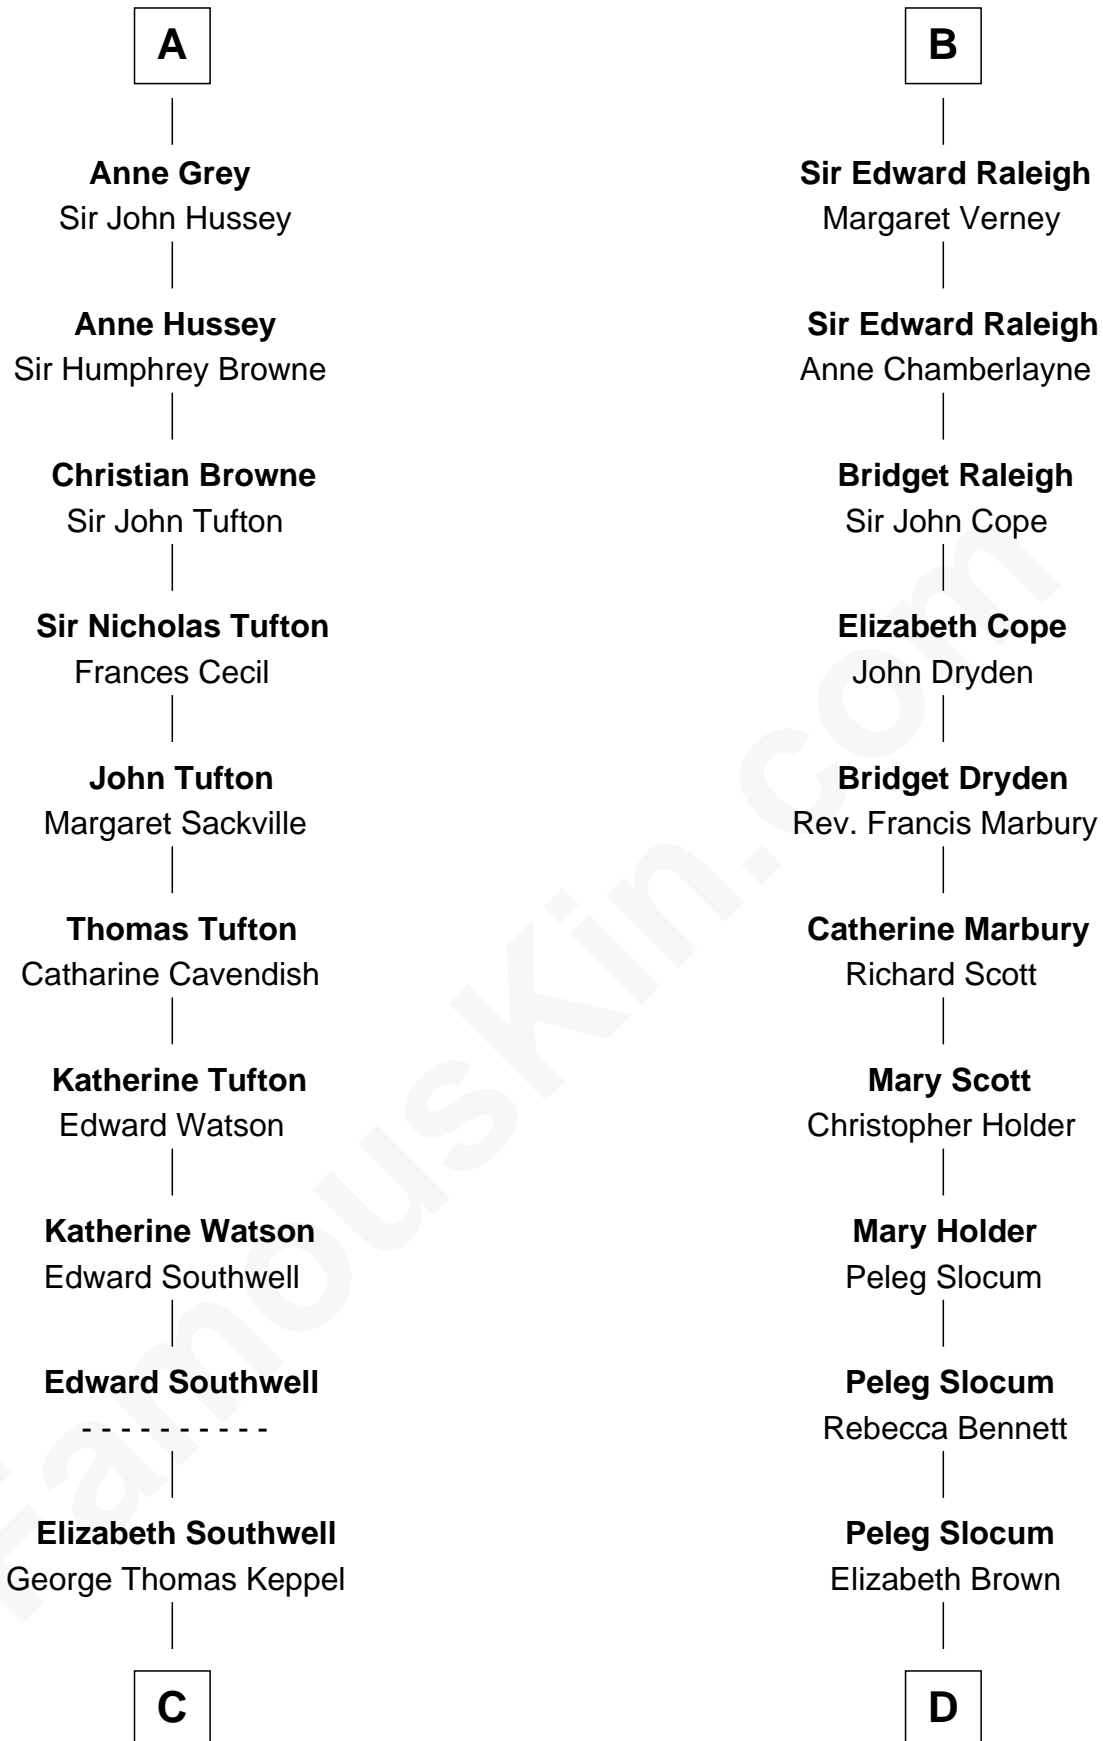 A
Anne Grey
Sir John Hussey
Anne Hussey
Sir Humphrey Browne
Christian Browne
Sir John Tufton
Sir Nicholas Tufton
Frances Cecil
John Tufton
Margaret Sackville
Thomas Tufton
Catharine Cavendish
Katherine Tufton
Edward Watson
Katherine Watson
Edward Southwell
Edward Southwell
- - - - - - - - - -
Elizabeth Southwell
George Thomas Keppel
C
B
Sir Edward Raleigh
Margaret Verney
Sir Edward Raleigh
Anne Chamberlayne
Bridget Raleigh
Sir John Cope
Elizabeth Cope
John Dryden
Bridget Dryden
Rev. Francis Marbury
Catherine Marbury
Richard Scott
Mary Scott
Christopher Holder
Mary Holder
Peleg Slocum
Peleg Slocum
Rebecca Bennett
Peleg Slocum
Elizabeth Brown
D
FamousKin.com